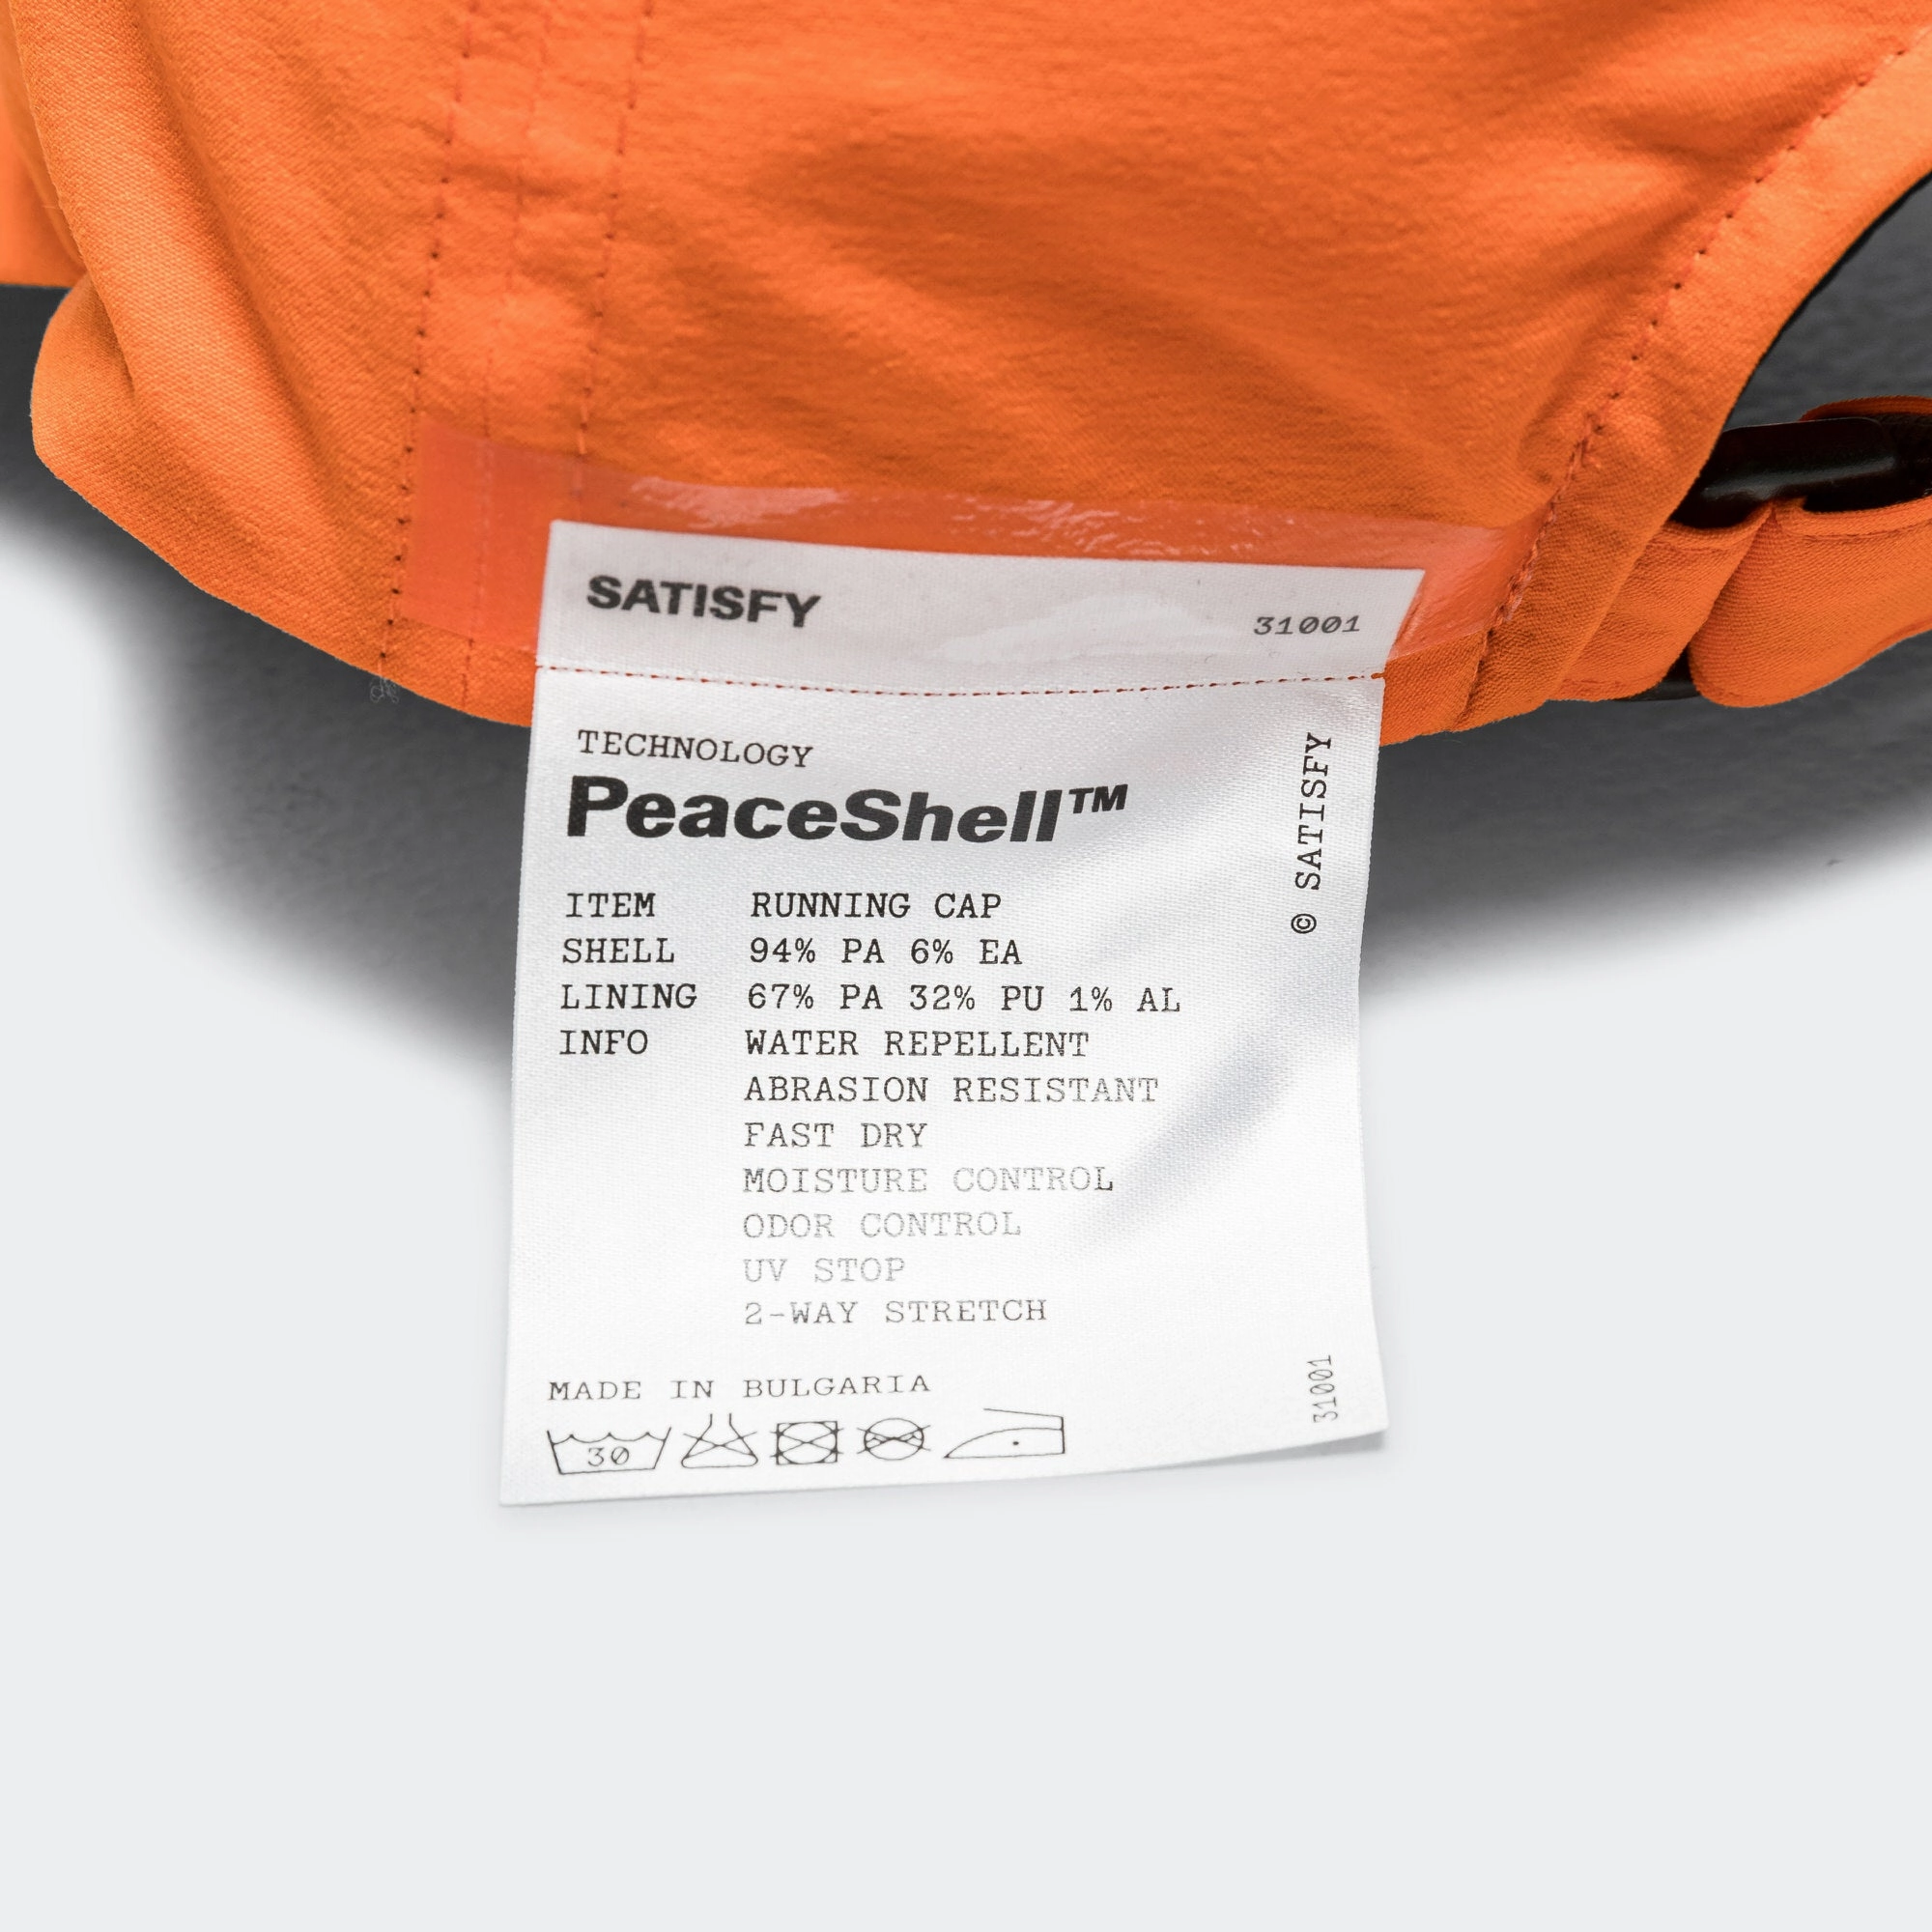 SATISFY
31001
TECHNOLOGY
PeaceShell™
© SATISFY
ITEM RUNNING CAP
SHELL 94% PA 6% EA
LINING 67% PA 32% PU 1% AL
INFO WATER REPELLENT
ABRASION RESISTANT
FAST DRY
MOISTURE CONTROL
ODOR CONTROL
UV STOP
2-WAY STRETCH
31001
MADE IN BULGARIA
30